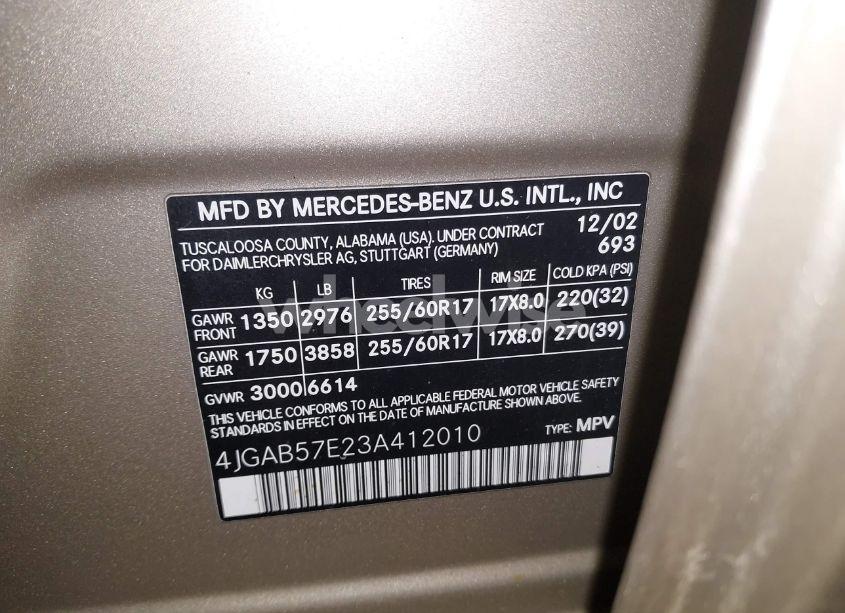 MFD BY MERCEDES-BENZ U.S. INTL., INC
TUSCALOOSA COUNTY, ALABAMA (USA). UNDER CONTRACT 12/02
FOR DAIMLERCHRYSLER AG, STUTTGART (GERMANY) 693
KG LB TIRES RIM SIZE COLD KPA (PSI)
GAWR FRONT 1350 2976 255/60R17 17X8.0 220(32)
GAWR REAR 1750 3858 255/60R17 17X8.0 270(39)
GVWR 3000 6614
THIS VEHICLE CONFORMS TO ALL APPLICABLE FEDERAL MOTOR VEHICLE SAFETY
STANDARDS IN EFFECT ON THE DATE OF MANUFACTURE SHOWN ABOVE.
4JGAB57E23A412010 TYPE: MPV
wheelwise